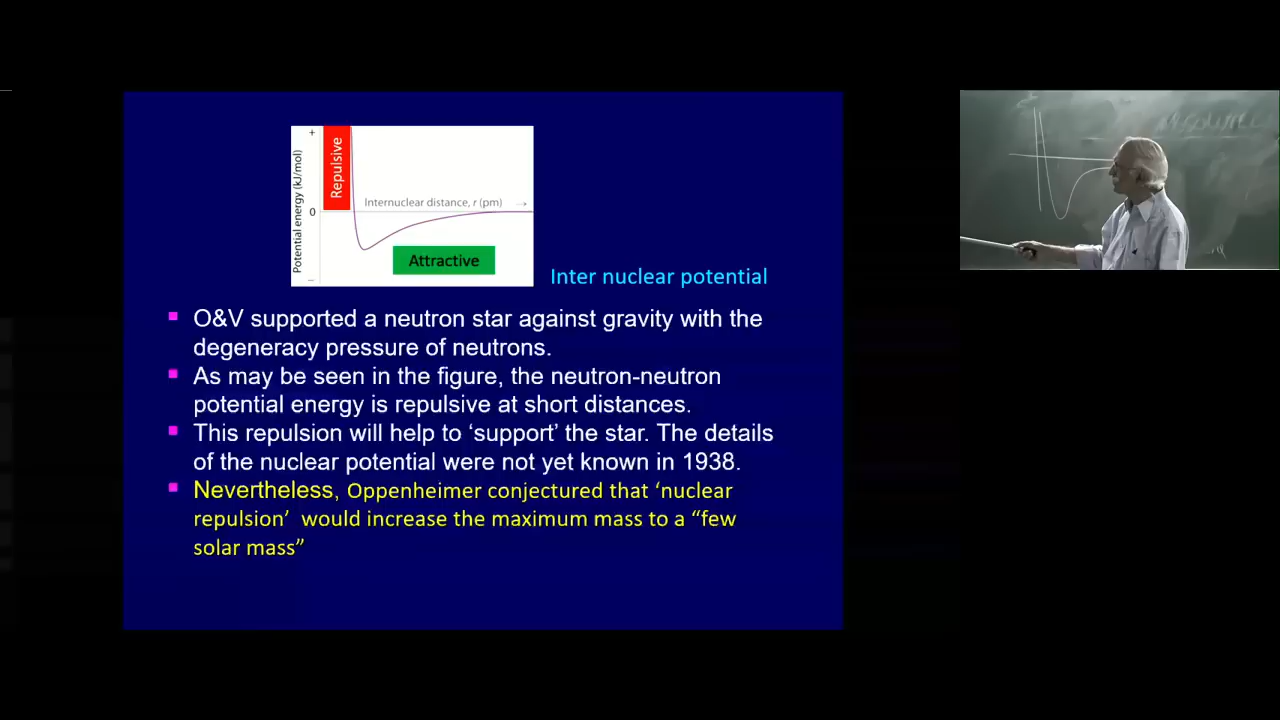 +
Repulsive
Potential energy (kJ/mol)
Internuclear distance, r (pm) →
0
Attractive
–
Inter nuclear potential
▪ O&V supported a neutron star against gravity with the
degeneracy pressure of neutrons.
▪ As may be seen in the figure, the neutron-neutron
potential energy is repulsive at short distances.
▪ This repulsion will help to ‘support’ the star. The details
of the nuclear potential were not yet known in 1938.
▪ Nevertheless, Oppenheimer conjectured that ‘nuclear
repulsion’ would increase the maximum mass to a “few
solar mass”